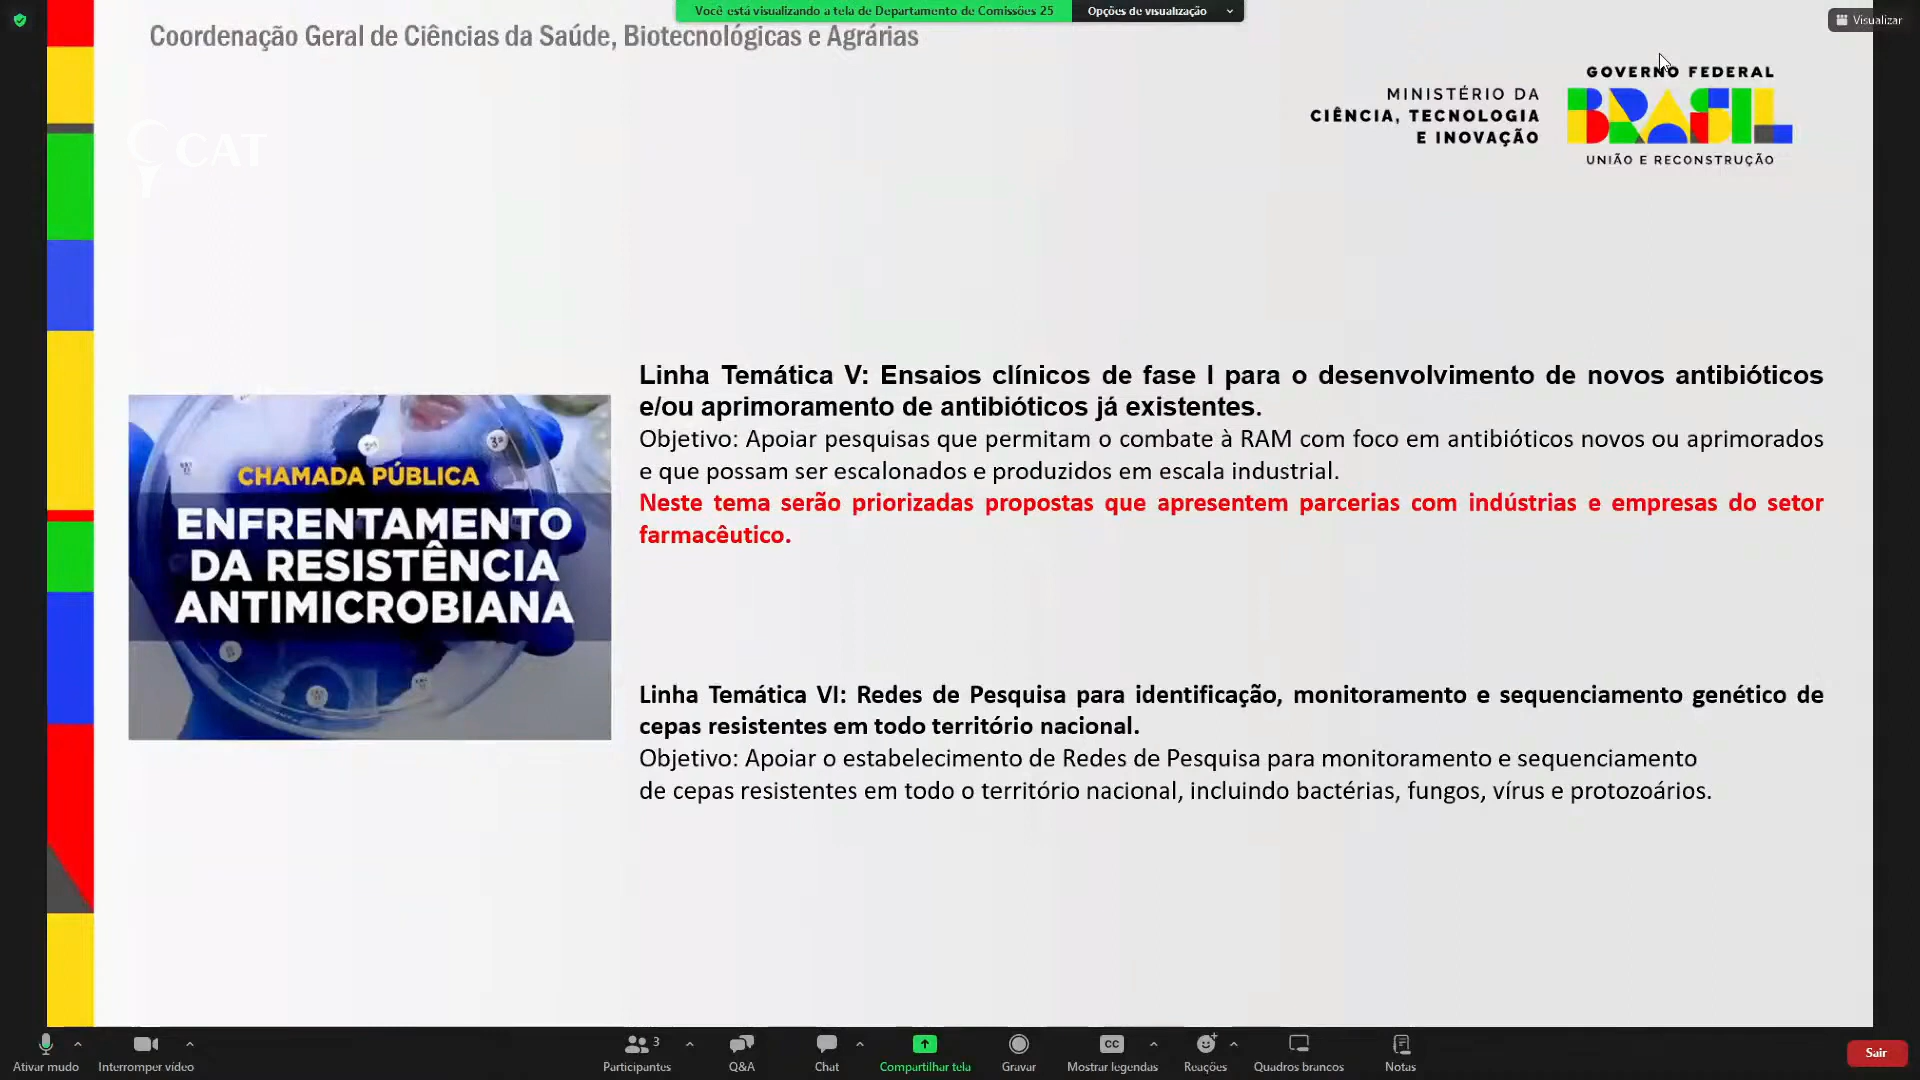 Você está visualizando a tela de Departamento de Comissões 25
Opções de visualização
Visualizar
Coordenação Geral de Ciências da Saúde, Biotecnológicas e Agrárias
CAT
MINISTÉRIO DA
CIÊNCIA, TECNOLOGIA
E INOVAÇÃO
GOVERNO FEDERAL
BRASIL
UNIÃO E RECONSTRUÇÃO
CHAMADA PÚBLICA
ENFRENTAMENTO
DA RESISTÊNCIA
ANTIMICROBIANA
Linha Temática V: Ensaios clínicos de fase I para o desenvolvimento de novos antibióticos
e/ou aprimoramento de antibióticos já existentes.
Objetivo: Apoiar pesquisas que permitam o combate à RAM com foco em antibióticos novos ou aprimorados
e que possam ser escalonados e produzidos em escala industrial.
Neste tema serão priorizadas propostas que apresentem parcerias com indústrias e empresas do setor
farmacêutico.
Linha Temática VI: Redes de Pesquisa para identificação, monitoramento e sequenciamento genético de
cepas resistentes em todo território nacional.
Objetivo: Apoiar o estabelecimento de Redes de Pesquisa para monitoramento e sequenciamento
de cepas resistentes em todo o território nacional, incluindo bactérias, fungos, vírus e protozoários.
Ativar mudo
Interromper vídeo
3
Participantes
Q&A
Chat
Compartilhar tela
Gravar
CC
Mostrar legendas
Reações
Quadros brancos
Notas
Sair